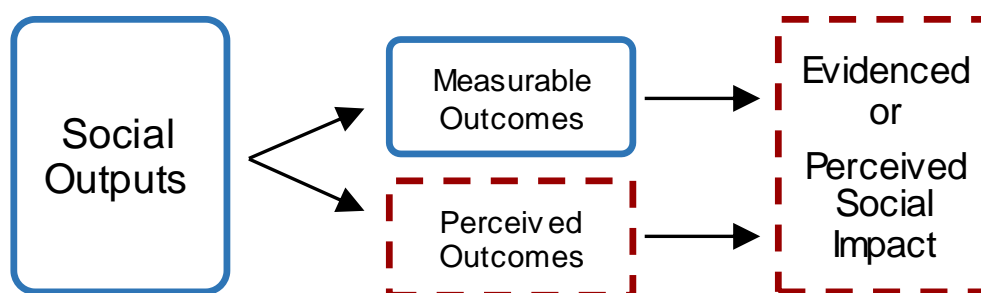 Social
Outputs
Measurable
Outcomes
Perceived
Outcomes
Evidenced
or
Perceived
Social
Impact